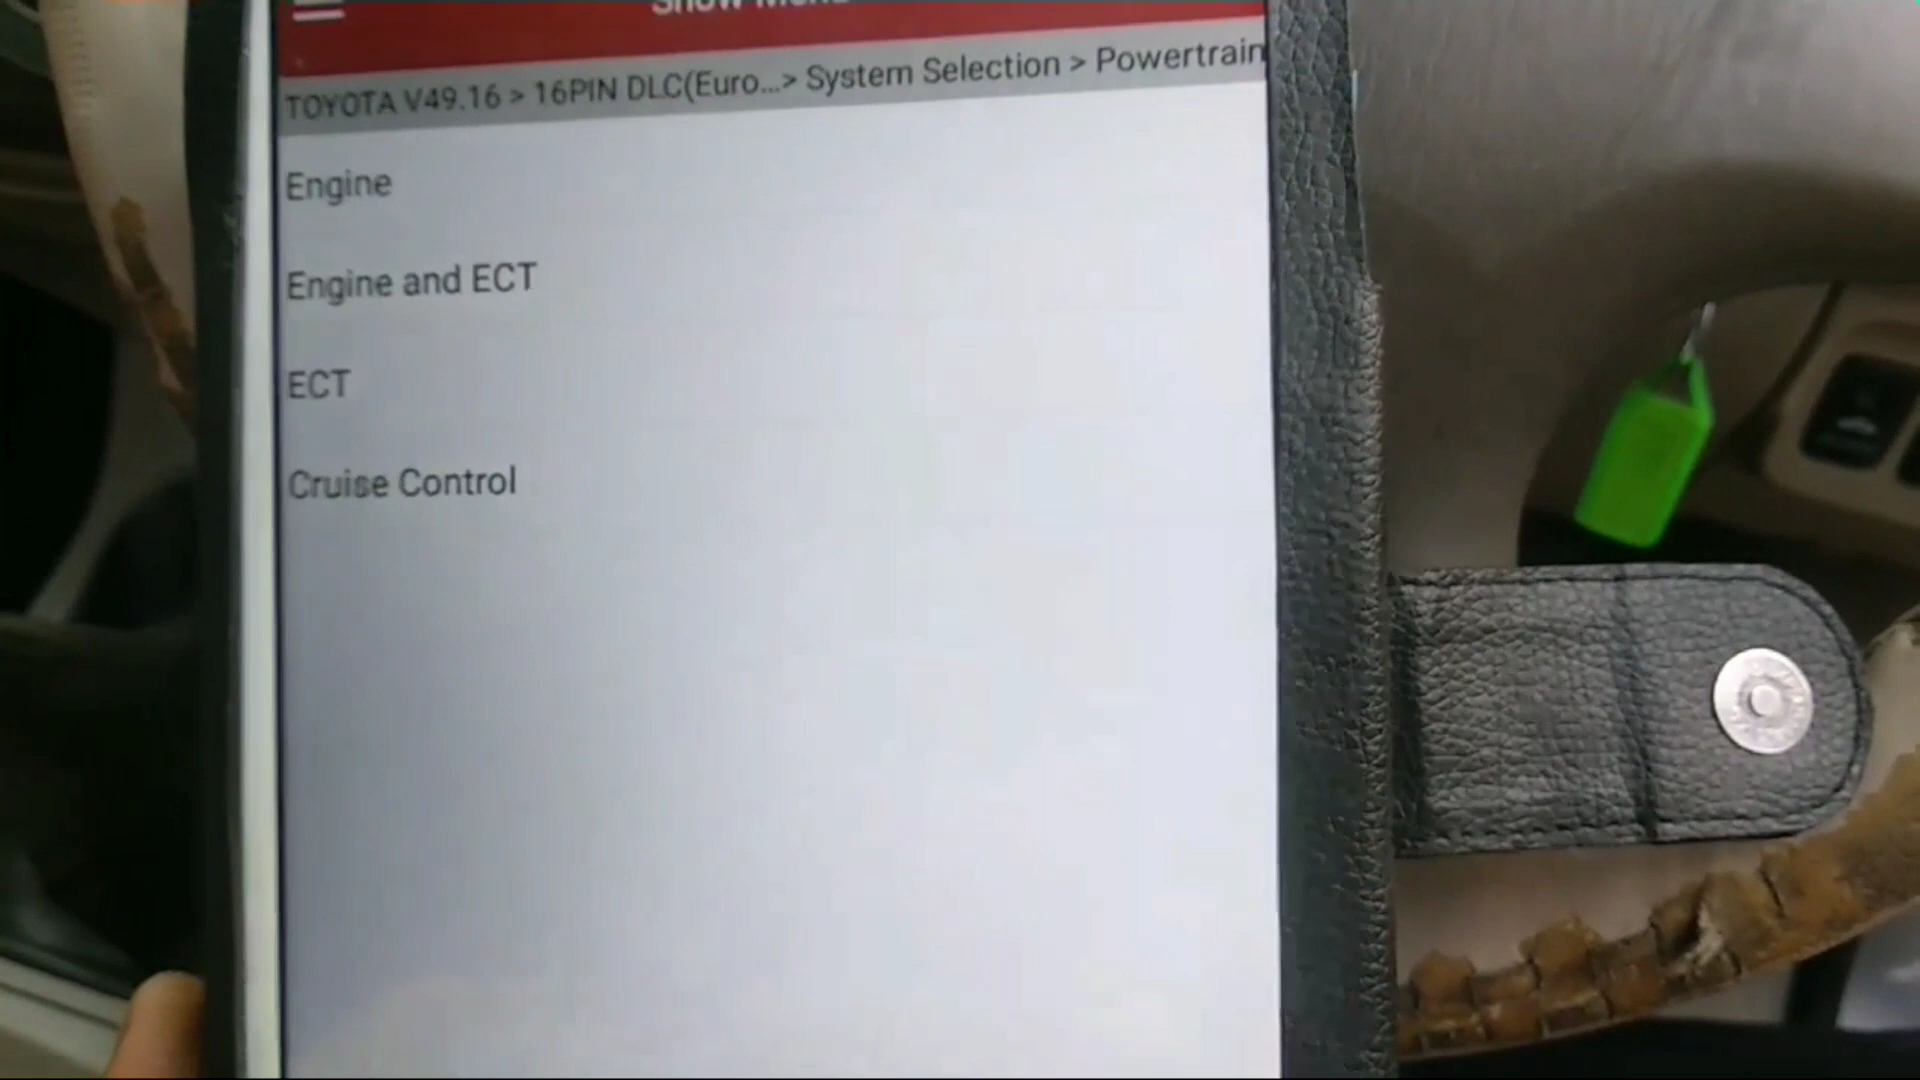 TOYOTA V49.16 > 16PIN DLC(Euro...> System Selection > Powertrain
Engine
Engine and ECT
ECT
Cruise Control